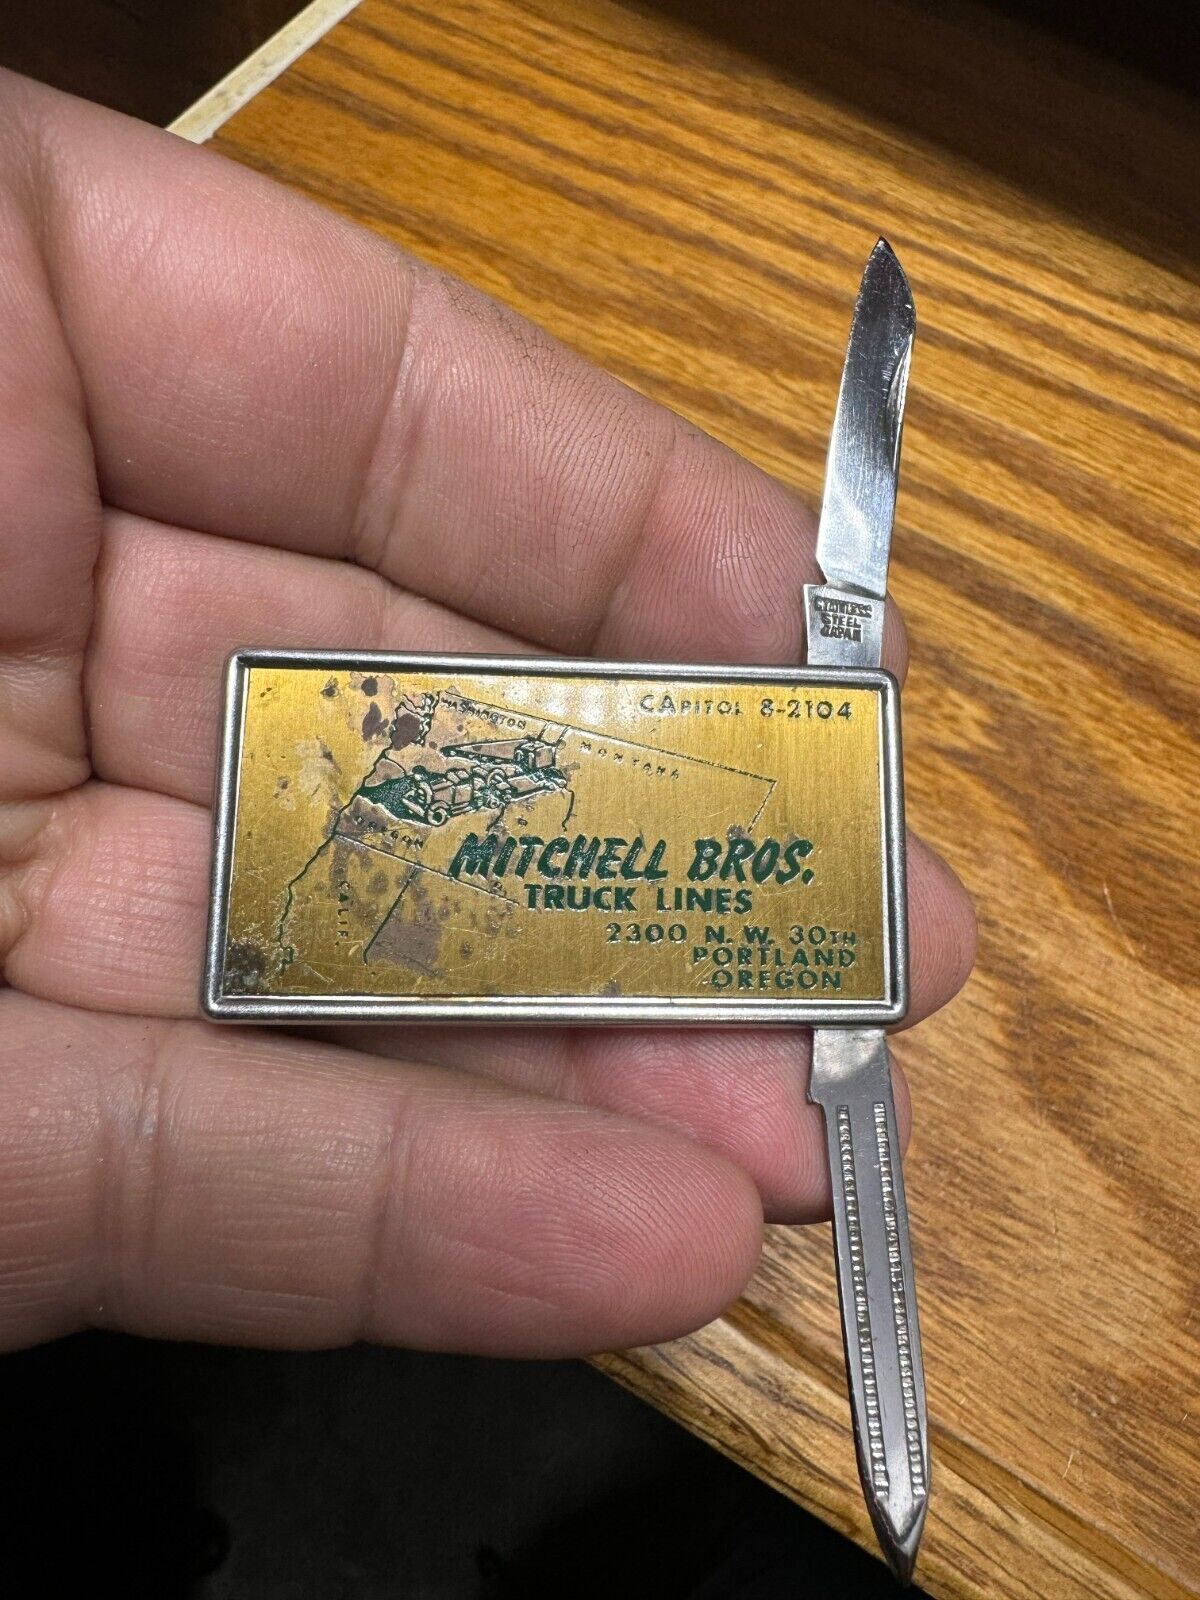 STAINLESS
STEEL
JAPAN
CAPITOL 8-2104
WASHINGTON
MONTANA
OREGON
CALIF.
MITCHELL BROS.
TRUCK LINES
2300 N.W. 30TH
PORTLAND
OREGON